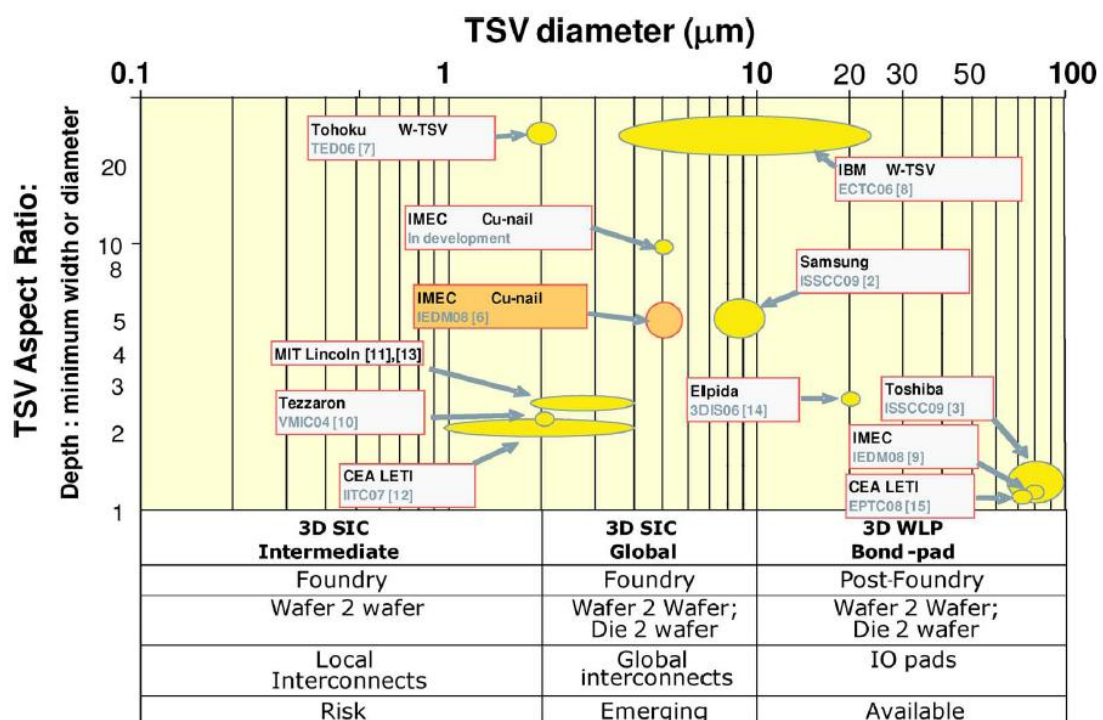 TSV diameter (μm)
0.1 1 10 20 30 50 100
TSV Aspect Ratio:
Depth : minimum width or diameter
20
10
8
5
4
3
2
1
Tohoku W-TSV
TED06 [7]
IBM W-TSV
ECTC06 [8]
IMEC Cu-nail
In development
Samsung
ISSCC09 [2]
IMEC Cu-nail
IEDM08 [6]
MIT Lincoln [11],[13]
Tezzaron
VMIC04 [10]
Elpida
3DIS06 [14]
Toshiba
ISSCC09 [3]
IMEC
IEDM08 [9]
CEA LETI
IITC07 [12]
CEA LETI
EPTC08 [15]
3D SIC
Intermediate
3D SIC
Global
3D WLP
Bond-pad
Foundry
Foundry
Post-Foundry
Wafer 2 wafer
Wafer 2 Wafer;
Die 2 wafer
Wafer 2 Wafer;
Die 2 wafer
Local
Interconnects
Global
interconnects
IO pads
Risk
Emerging
Available